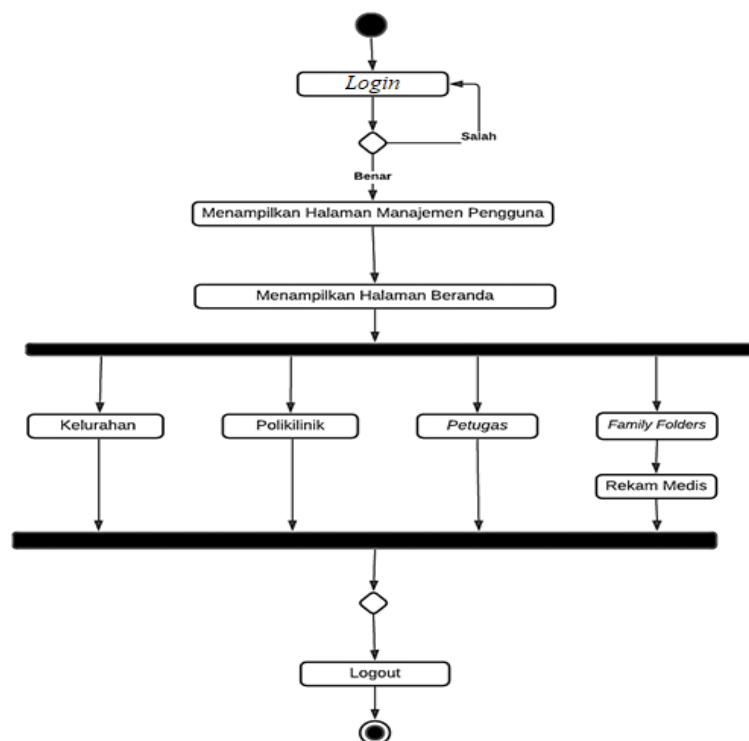 Login
Salah
Benar
Menampilkan Halaman Manajemen Pengguna
Menampilkan Halaman Beranda
Kelurahan
Polikilinik
Petugas
Family Folders
Rekam Medis
Logout